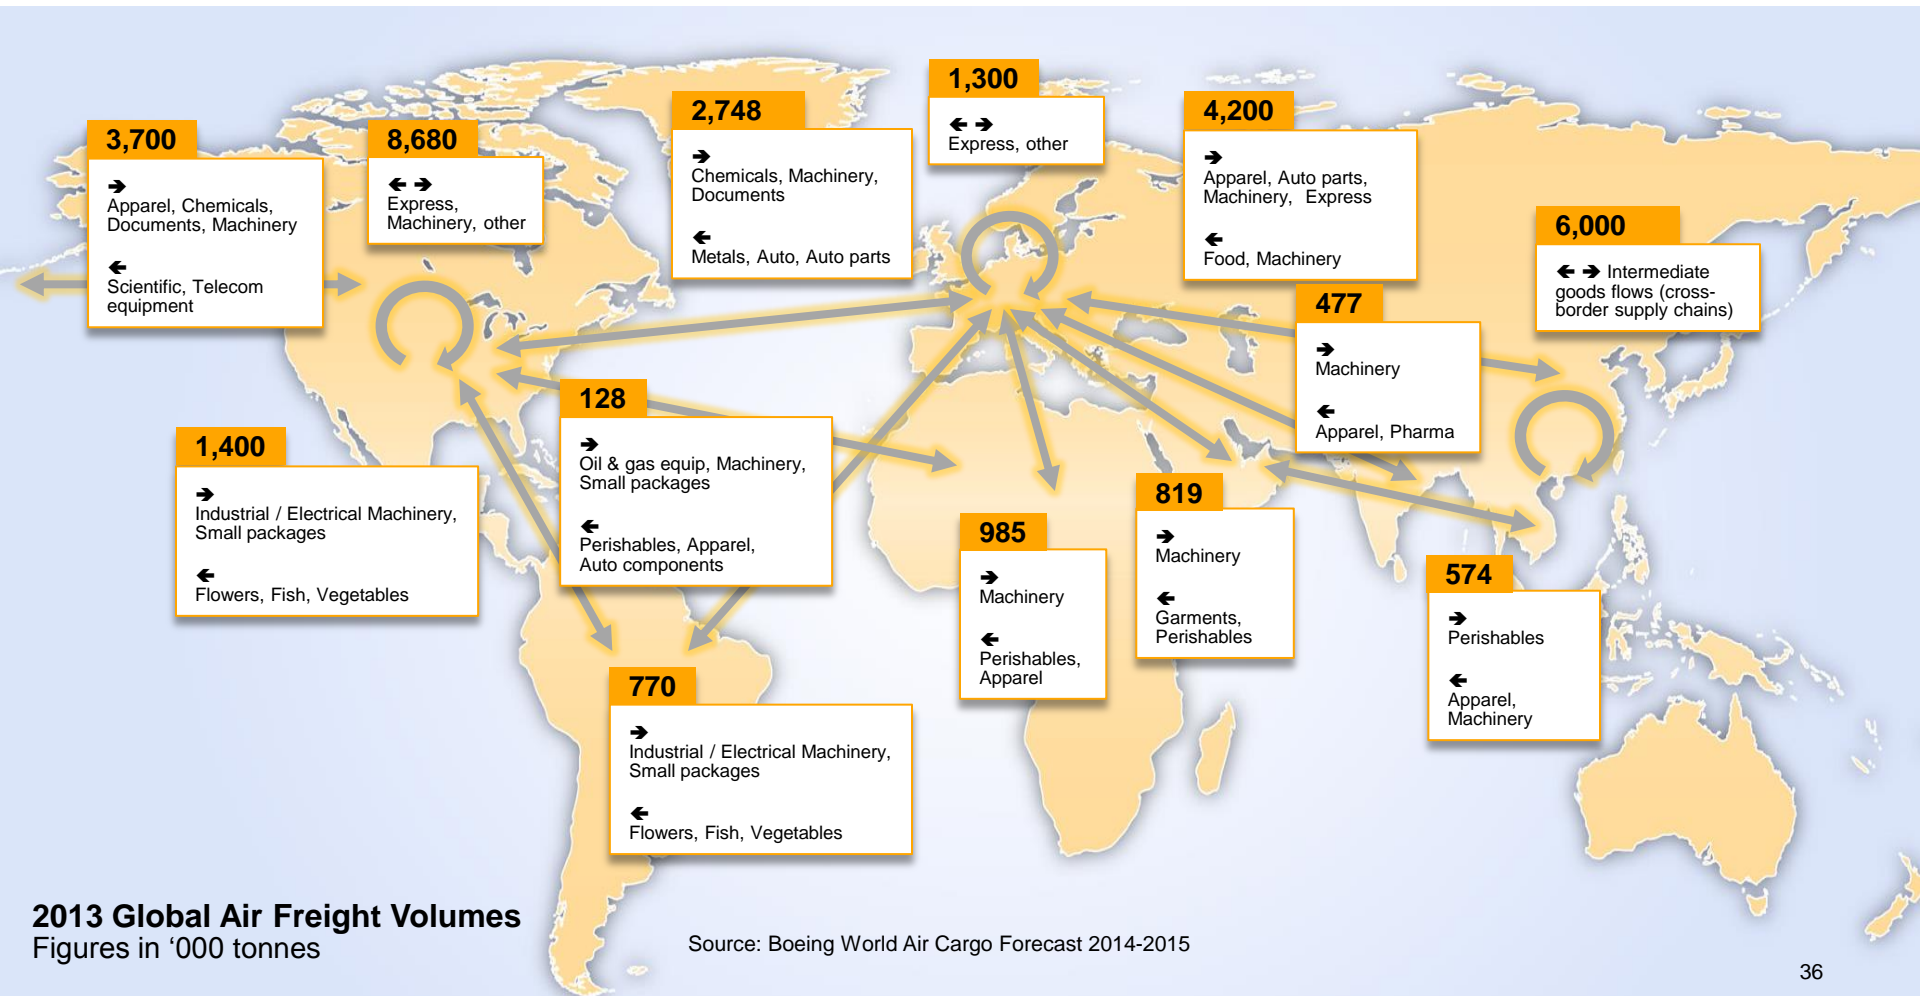 1,300
← →
Express, other
2,748
→
Chemicals, Machinery,
Documents
←
Metals, Auto, Auto parts
4,200
→
Apparel, Auto parts,
Machinery, Express
←
Food, Machinery
3,700
→
Apparel, Chemicals,
Documents, Machinery
←
Scientific, Telecom
equipment
8,680
← →
Express,
Machinery, other
6,000
← → Intermediate
goods flows (cross-
border supply chains)
477
→
Machinery
←
Apparel, Pharma
128
→
Oil & gas equip, Machinery,
Small packages
←
Perishables, Apparel,
Auto components
1,400
→
Industrial / Electrical Machinery,
Small packages
←
Flowers, Fish, Vegetables
985
→
Machinery
←
Perishables,
Apparel
819
→
Machinery
←
Garments,
Perishables
574
→
Perishables
←
Apparel,
Machinery
770
→
Industrial / Electrical Machinery,
Small packages
←
Flowers, Fish, Vegetables
2013 Global Air Freight Volumes
Figures in ‘000 tonnes
Source: Boeing World Air Cargo Forecast 2014-2015
36